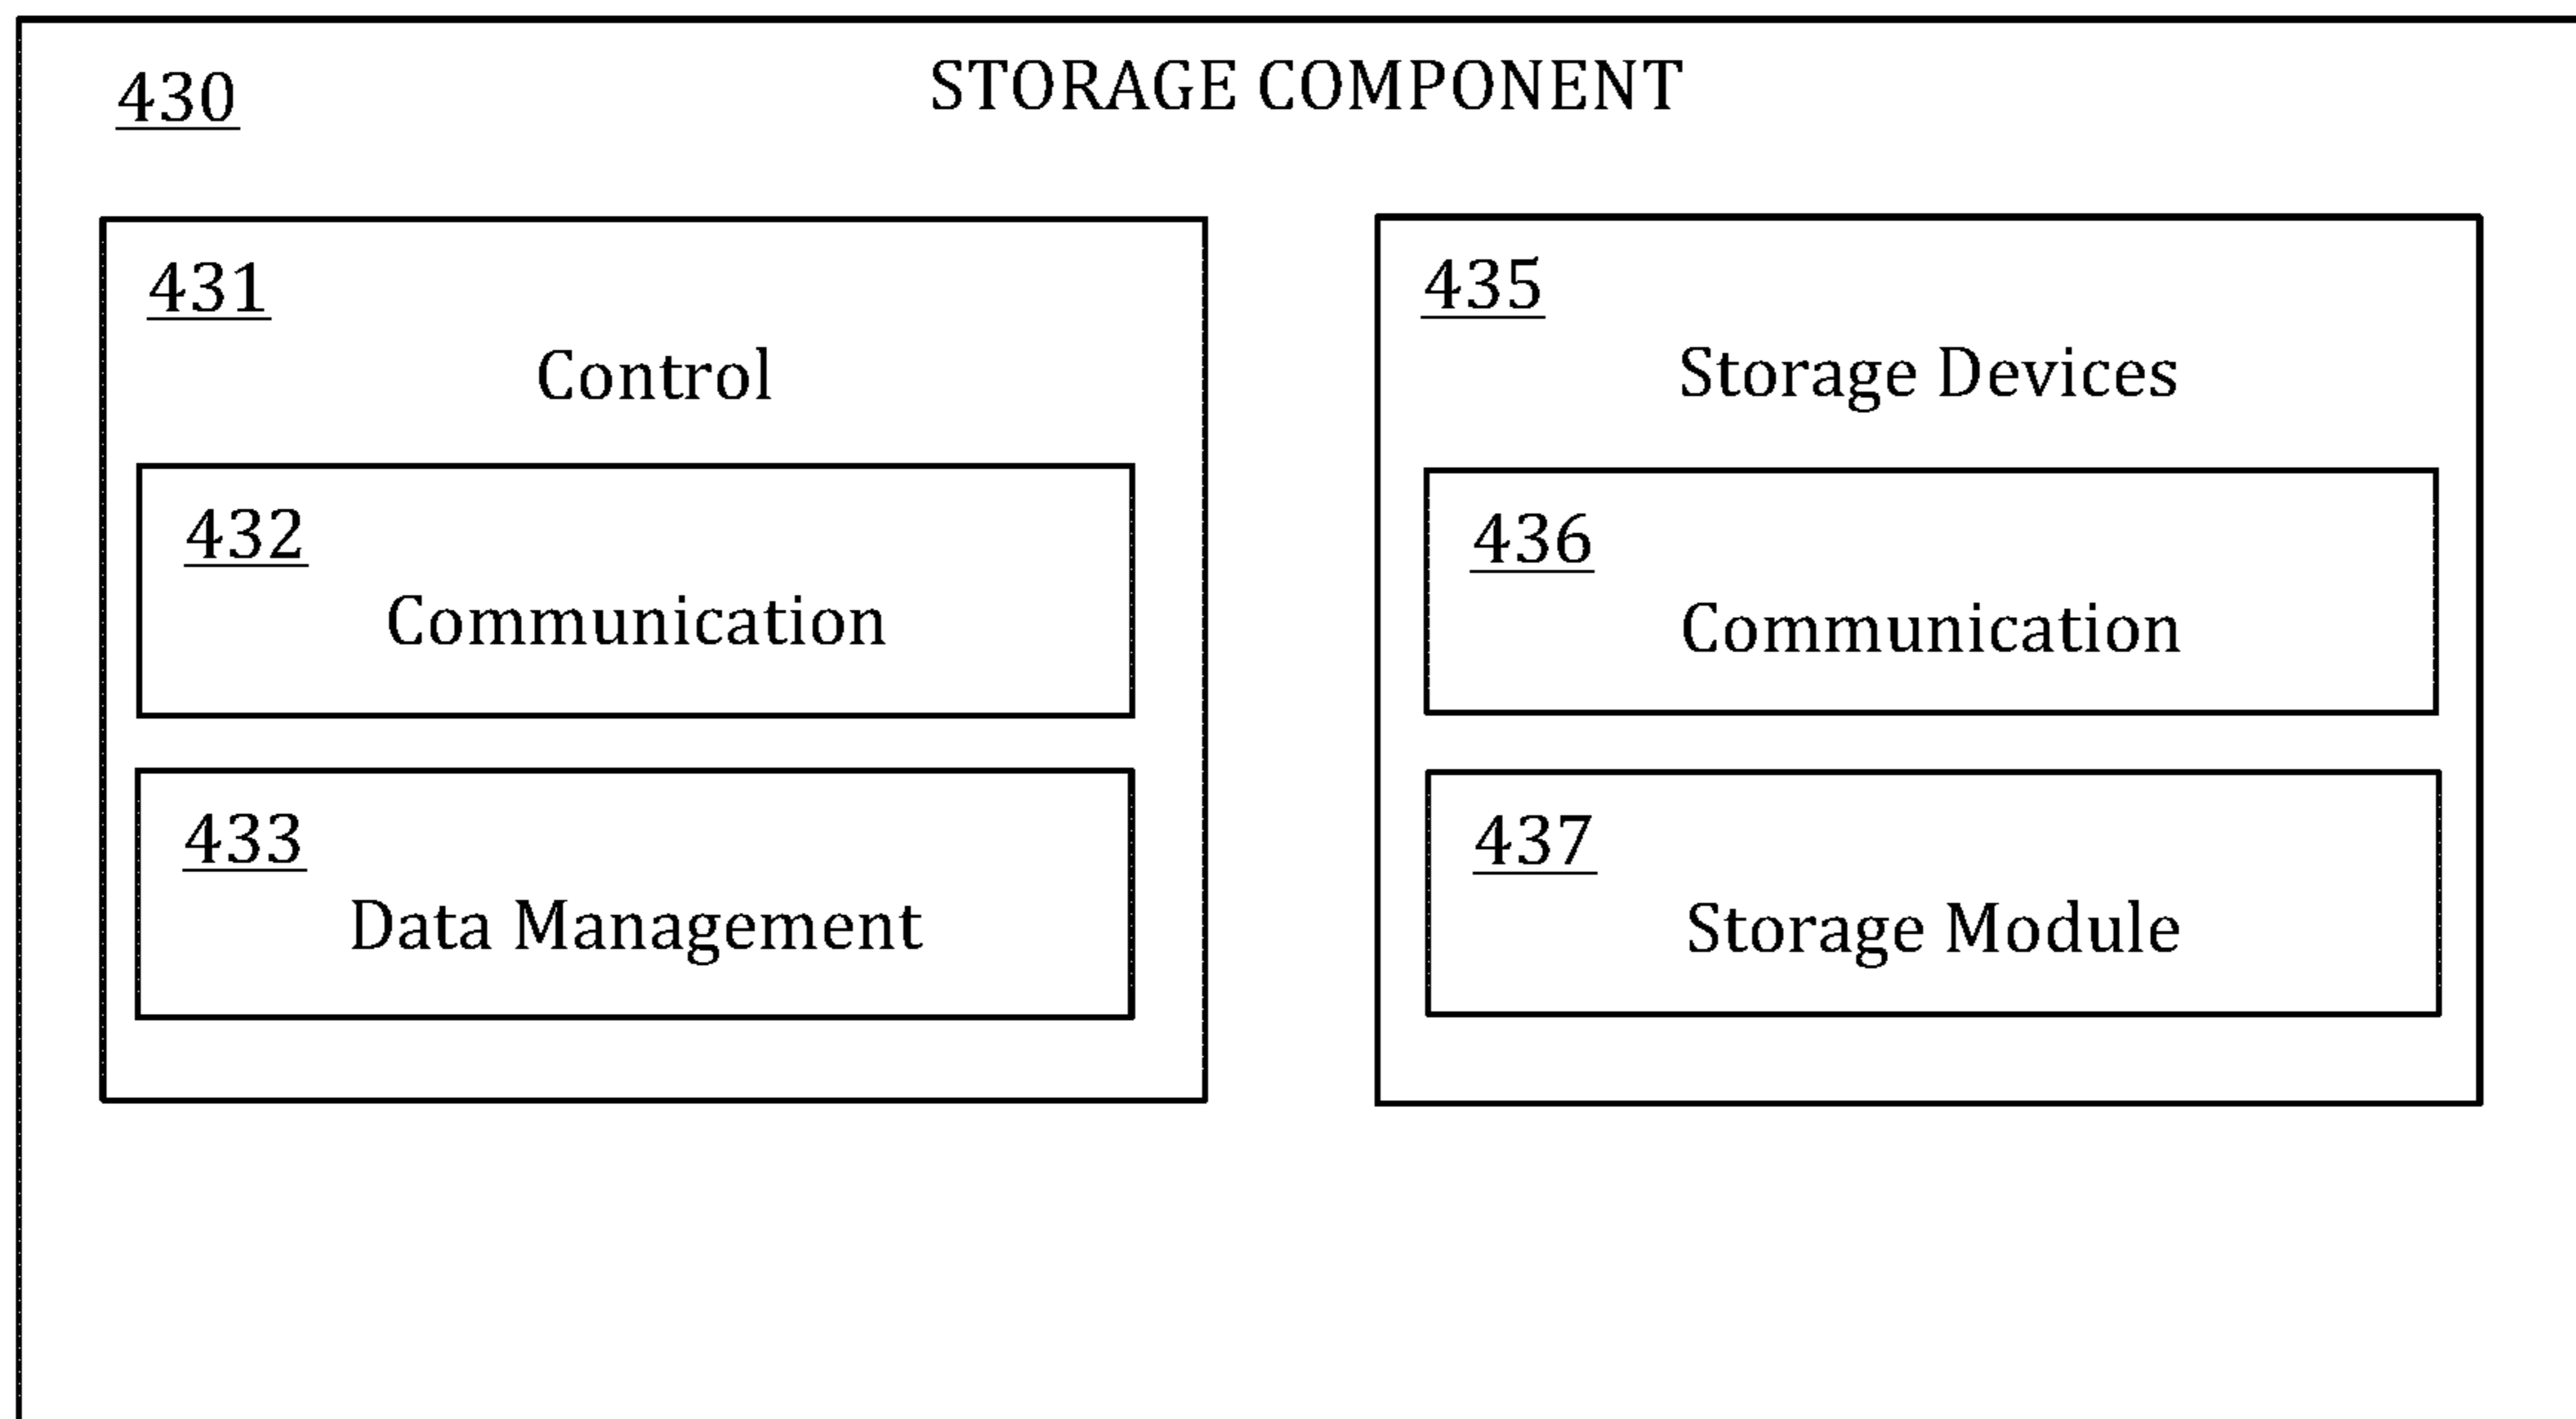 430
STORAGE COMPONENT
431
Control
432
Communication
433
Data Management
435
Storage Devices
436
Communication
437
Storage Module